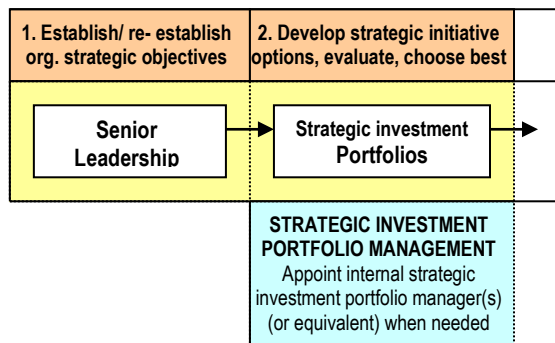 1. Establish/ re- establish
org. strategic objectives
2. Develop strategic initiative
options, evaluate, choose best
Senior
Leadership
Strategic investment
Portfolios
STRATEGIC INVESTMENT
PORTFOLIO MANAGEMENT
Appoint internal strategic
investment portfolio manager(s)
(or equivalent) when needed